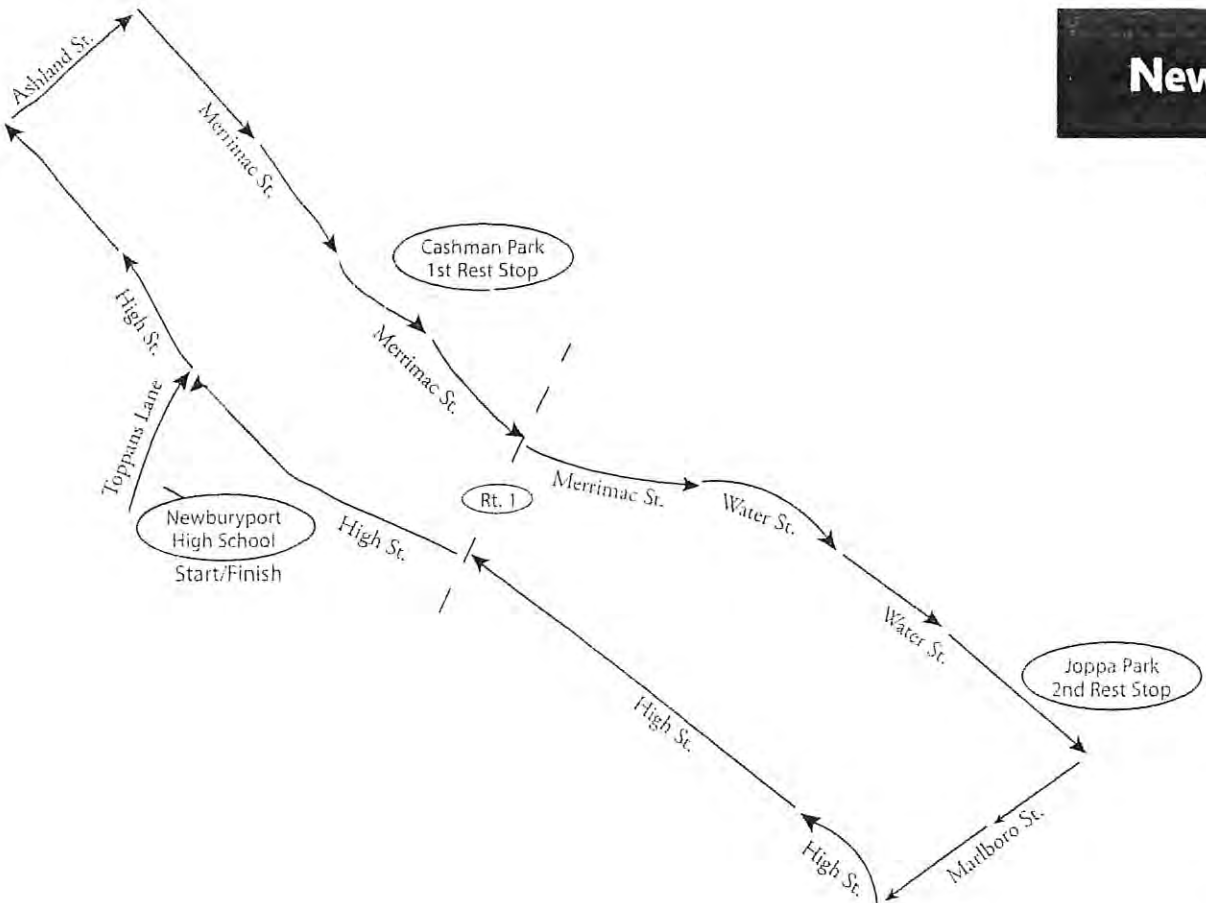 New
Ashland St.
Merrimac St.
Cashman Park
1st Rest Stop
High St.
Merrimac St.
Toppans Lane
Rt. 1
Merrimac St.
Water St.
Newburyport
High School
Start/Finish
High St.
Water St.
Joppa Park
2nd Rest Stop
High St.
Marlboro St.
High St.